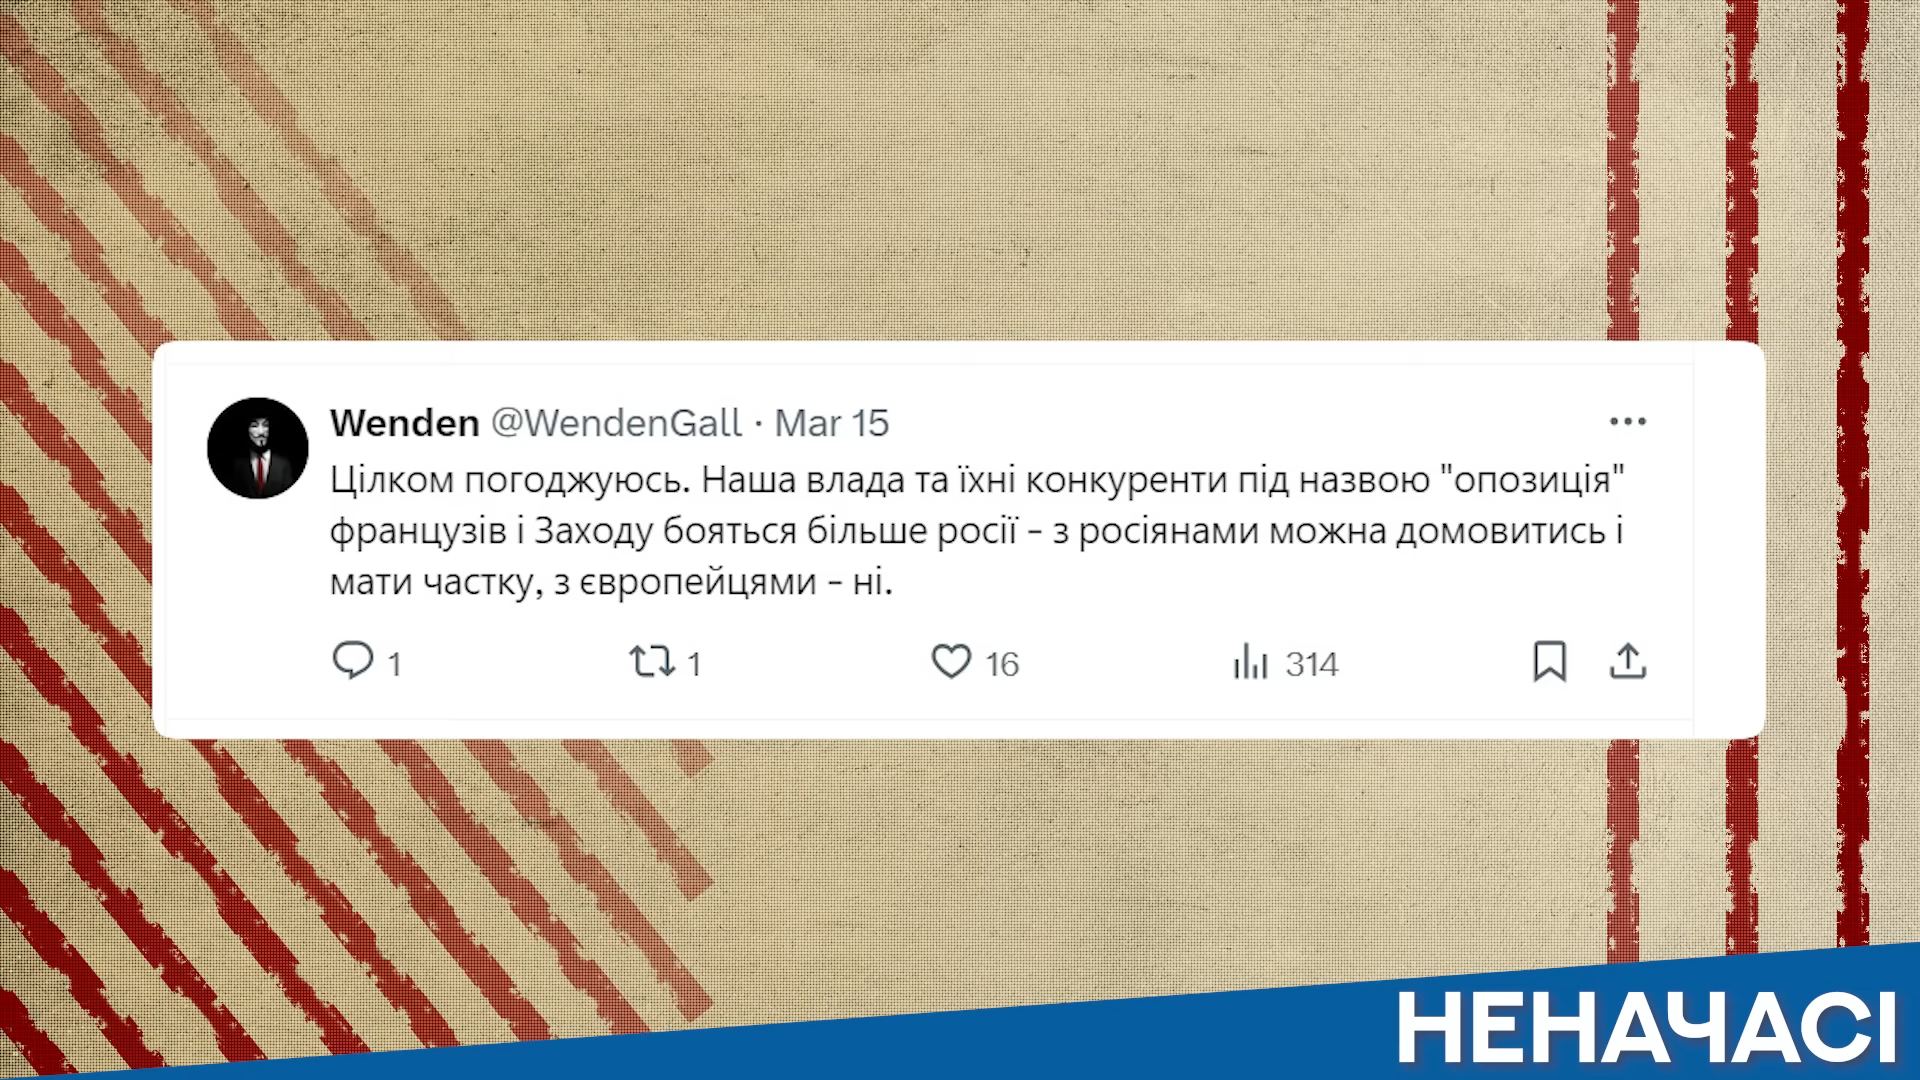 Wenden @WendenGall · Mar 15
Цілком погоджуюсь. Наша влада та їхні конкуренти під назвою "опозиція"
французів і Заходу бояться більше росії – з росіянами можна домовитись і
мати частку, з європейцями – ні.
1 1 16 314
НЕНАЧАСІ